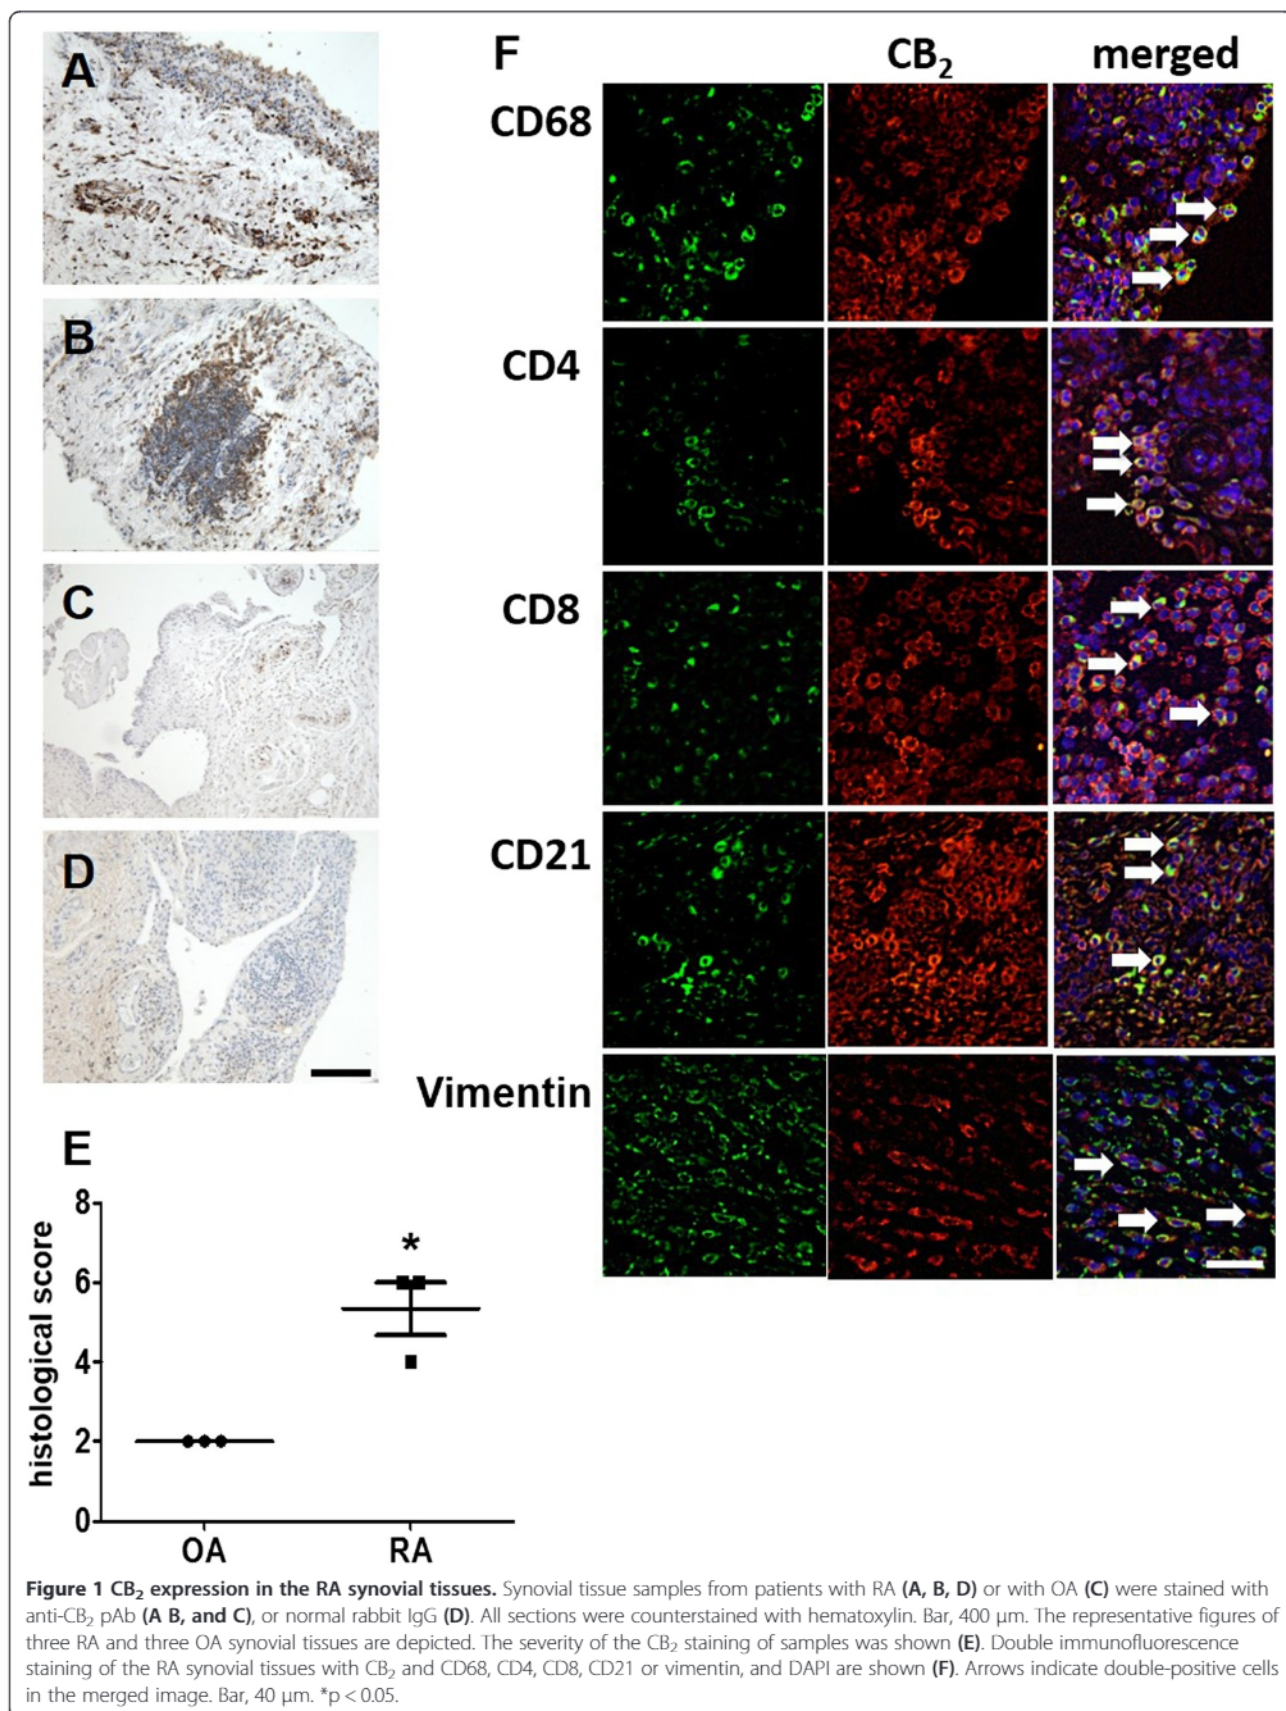 A
B
C
D
F
CB₂ merged
CD68
CD4
CD8
CD21
Vimentin
E
histological score
8
6
4
2
0
*
OA RA
Figure 1 CB₂ expression in the RA synovial tissues. Synovial tissue samples from patients with RA (A, B, D) or with OA (C) were stained with
anti-CB₂ pAb (A B, and C), or normal rabbit IgG (D). All sections were counterstained with hematoxylin. Bar, 400 μm. The representative figures of
three RA and three OA synovial tissues are depicted. The severity of the CB₂ staining of samples was shown (E). Double immunofluorescence
staining of the RA synovial tissues with CB₂ and CD68, CD4, CD8, CD21 or vimentin, and DAPI are shown (F). Arrows indicate double-positive cells
in the merged image. Bar, 40 μm. *p < 0.05.